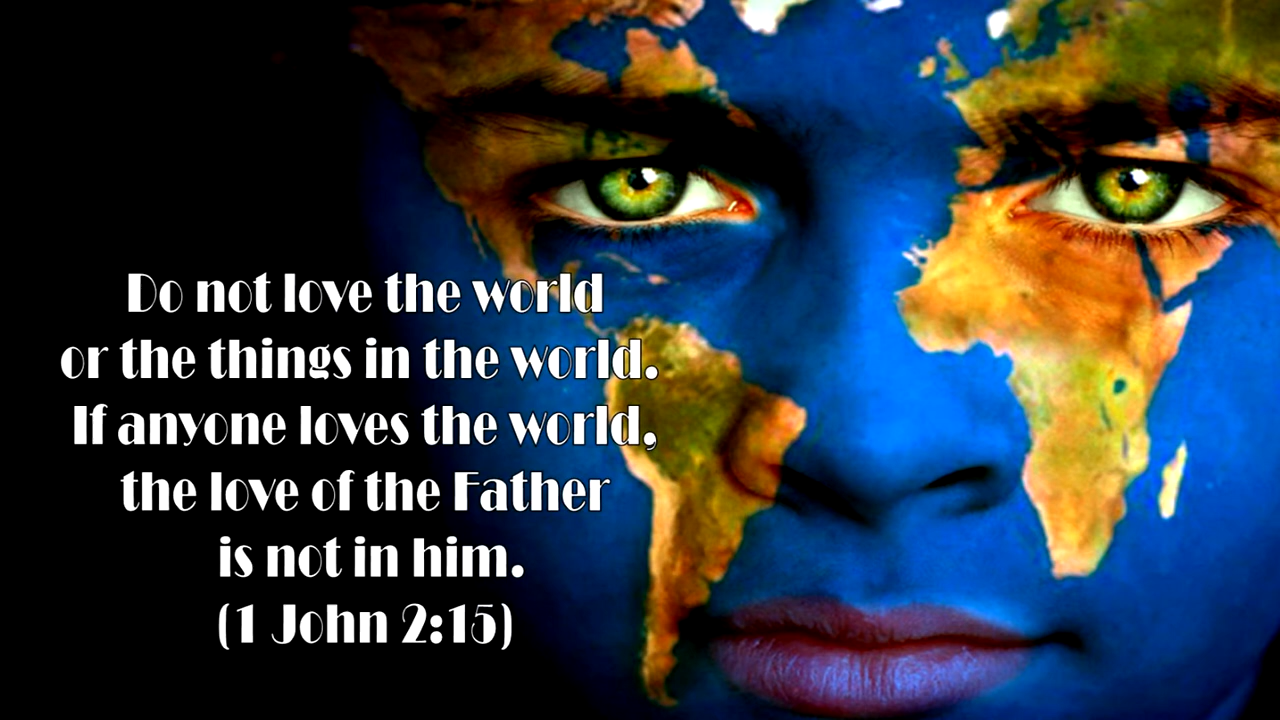 Do not love the world
or the things in the world.
If anyone loves the world,
the love of the Father
is not in him.
(1 John 2:15)